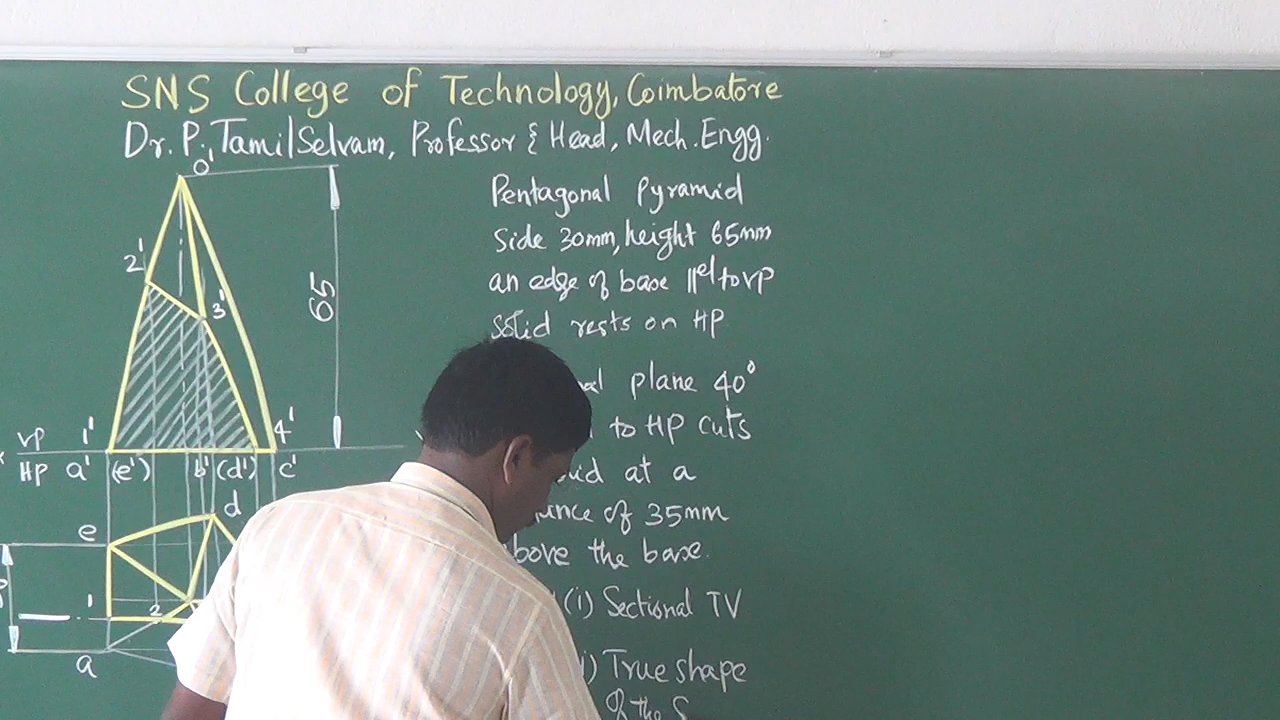 SNS College of Technology, Coimbatore
Dr. P. TamilSelvam, Professor & Head, Mech. Engg.
Pentagonal Pyramid
Side 30mm, height 65mm
an edge of base ||el to VP
Solid rests on HP
plane 40°
to HP cuts
at a
of 35mm
above the base.
(i) Sectional TV
) True shape
of the S
o'
2'
3'
65
VP 1' 4'
HP a' (e') b' (d') c'
d
e
1
2
a